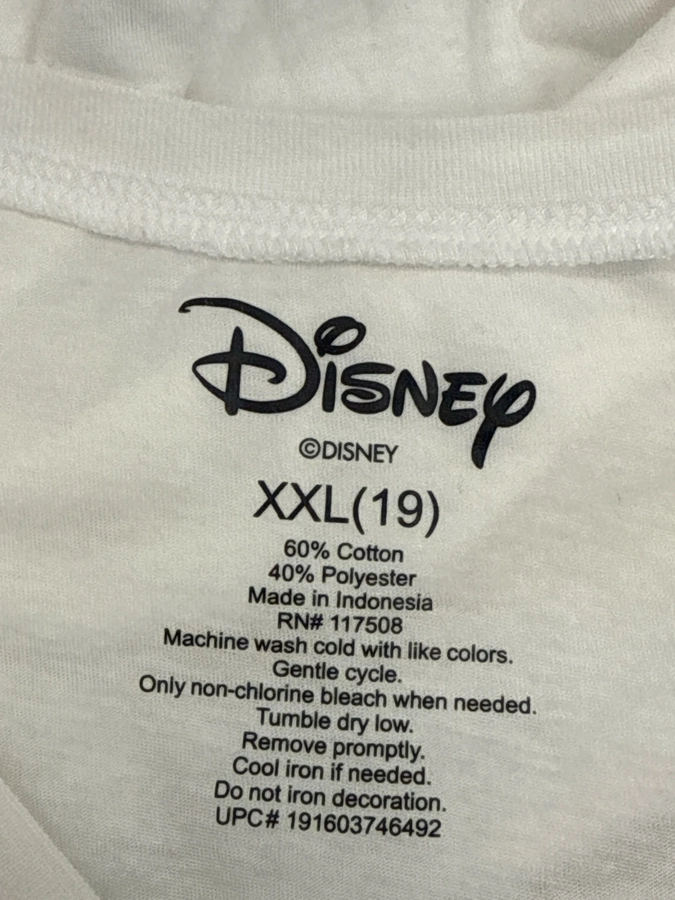 Disney
©DISNEY
XXL(19)
60% Cotton
40% Polyester
Made in Indonesia
RN# 117508
Machine wash cold with like colors.
Gentle cycle.
Only non-chlorine bleach when needed.
Tumble dry low.
Remove promptly.
Cool iron if needed.
Do not iron decoration.
UPC# 191603746492